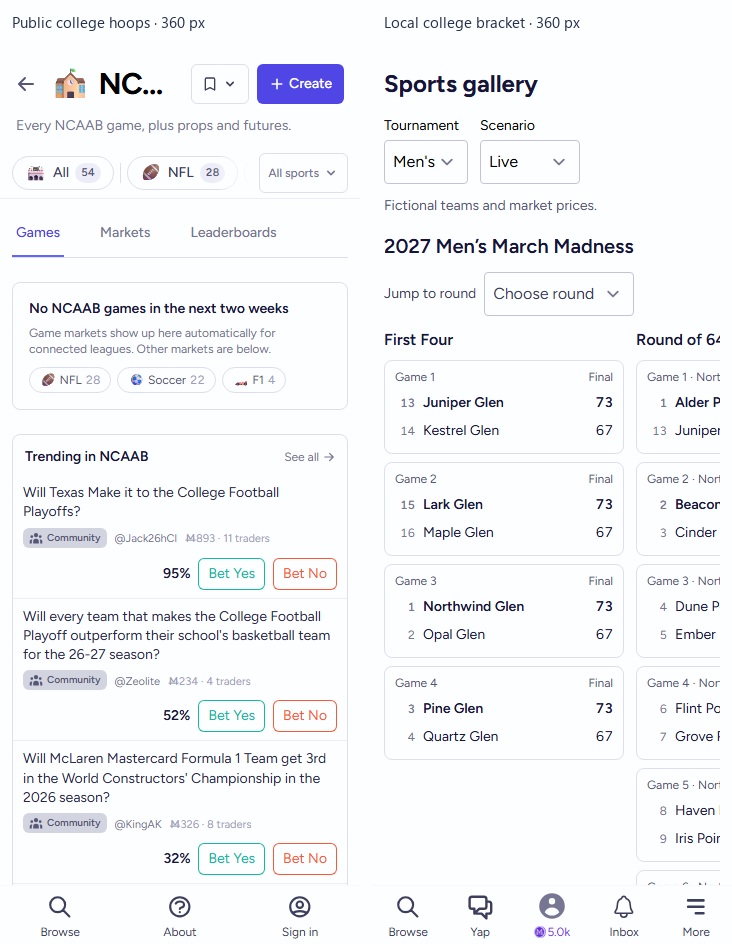 Public college hoops · 360 px
NC...
Create
Every NCAAB game, plus props and futures.
All 54
NFL 28
All sports
Games Markets Leaderboards
No NCAAB games in the next two weeks
Game markets show up here automatically for
connected leagues. Other markets are below.
NFL 28 Soccer 22 F1 4
Trending in NCAAB See all
Will Texas Make it to the College Football
Playoffs?
Community @Jack26hCl M893 · 11 traders
95% Bet Yes Bet No
Will every team that makes the College Football
Playoff outperform their school's basketball team
for the 26-27 season?
Community @Zeolite M234 · 4 traders
52% Bet Yes Bet No
Will McLaren Mastercard Formula 1 Team get 3rd
in the World Constructors' Championship in the
2026 season?
Community @KingAK M326 · 8 traders
32% Bet Yes Bet No
Browse About Sign in
Local college bracket · 360 px
Sports gallery
Tournament Scenario
Men's Live
Fictional teams and market prices.
2027 Men’s March Madness
Jump to round Choose round
First Four
Game 1 Final
13 Juniper Glen 73
14 Kestrel Glen 67
Game 2 Final
15 Lark Glen 73
16 Maple Glen 67
Game 3 Final
1 Northwind Glen 73
2 Opal Glen 67
Game 4 Final
3 Pine Glen 73
4 Quartz Glen 67
Round of 64
Game 1 · Nort
1 Alder P
13 Juniper
Game 2 · Nort
2 Beacon
3 Cinder
Game 3 · Nort
4 Dune P
5 Ember
Game 4 · Nort
6 Flint Po
7 Grove P
Game 5 · Nort
8 Haven
9 Iris Poin
Browse Yap 5.0k Inbox More